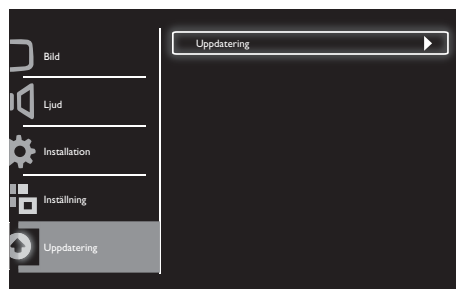 Bild
Ljud
Installation
Inställning
Uppdatering
Uppdatering